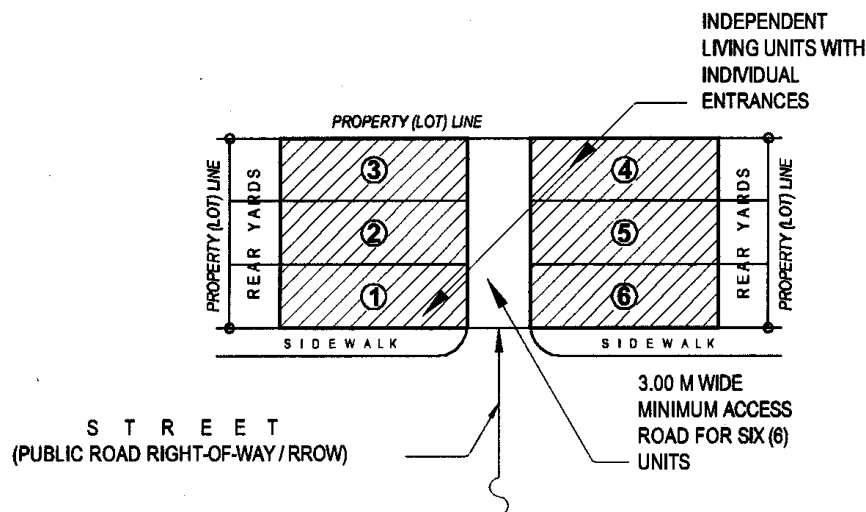 INDEPENDENT
LIVING UNITS WITH
INDIVIDUAL
ENTRANCES
PROPERTY (LOT) LINE
PROPERTY (LOT) LINE
REAR YARDS
3
2
1
4
5
6
REAR YARDS
PROPERTY (LOT) LINE
SIDEWALK
SIDEWALK
3.00 M WIDE
MINIMUM ACCESS
ROAD FOR SIX (6)
UNITS
STREET
(PUBLIC ROAD RIGHT-OF-WAY / RROW)